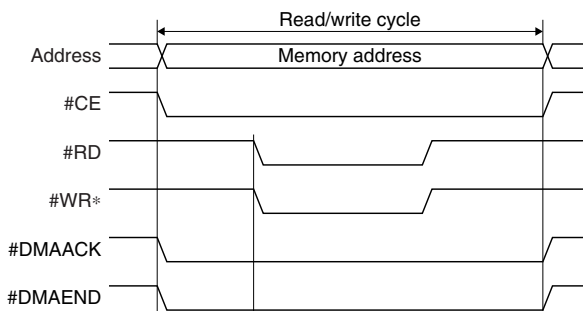 Read/write cycle
Address
Memory address
#CE
#RD
#WR*
#DMAACK
#DMAEND